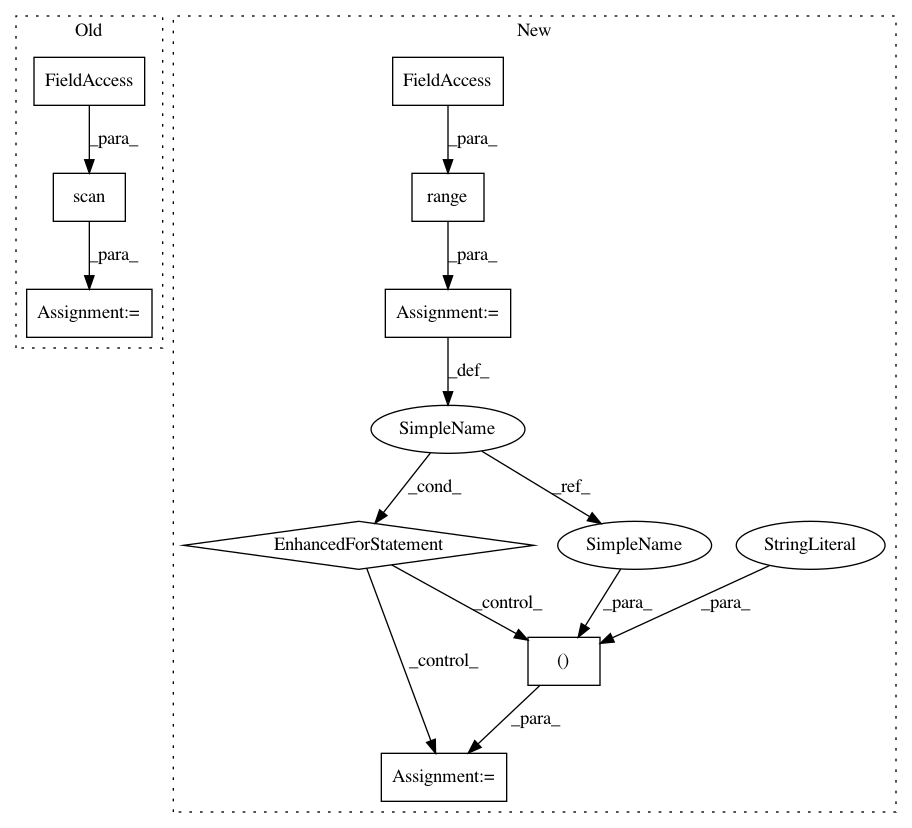 Old
New
FieldAccess
FieldAccess
_para_
_para_
scan
range
_para_
_para_
Assignment:=
Assignment:=
_def_
SimpleName
_cond_
_ref_
EnhancedForStatement
SimpleName
StringLiteral
_control_
_para_
_para_
_control_
()
_para_
Assignment:=